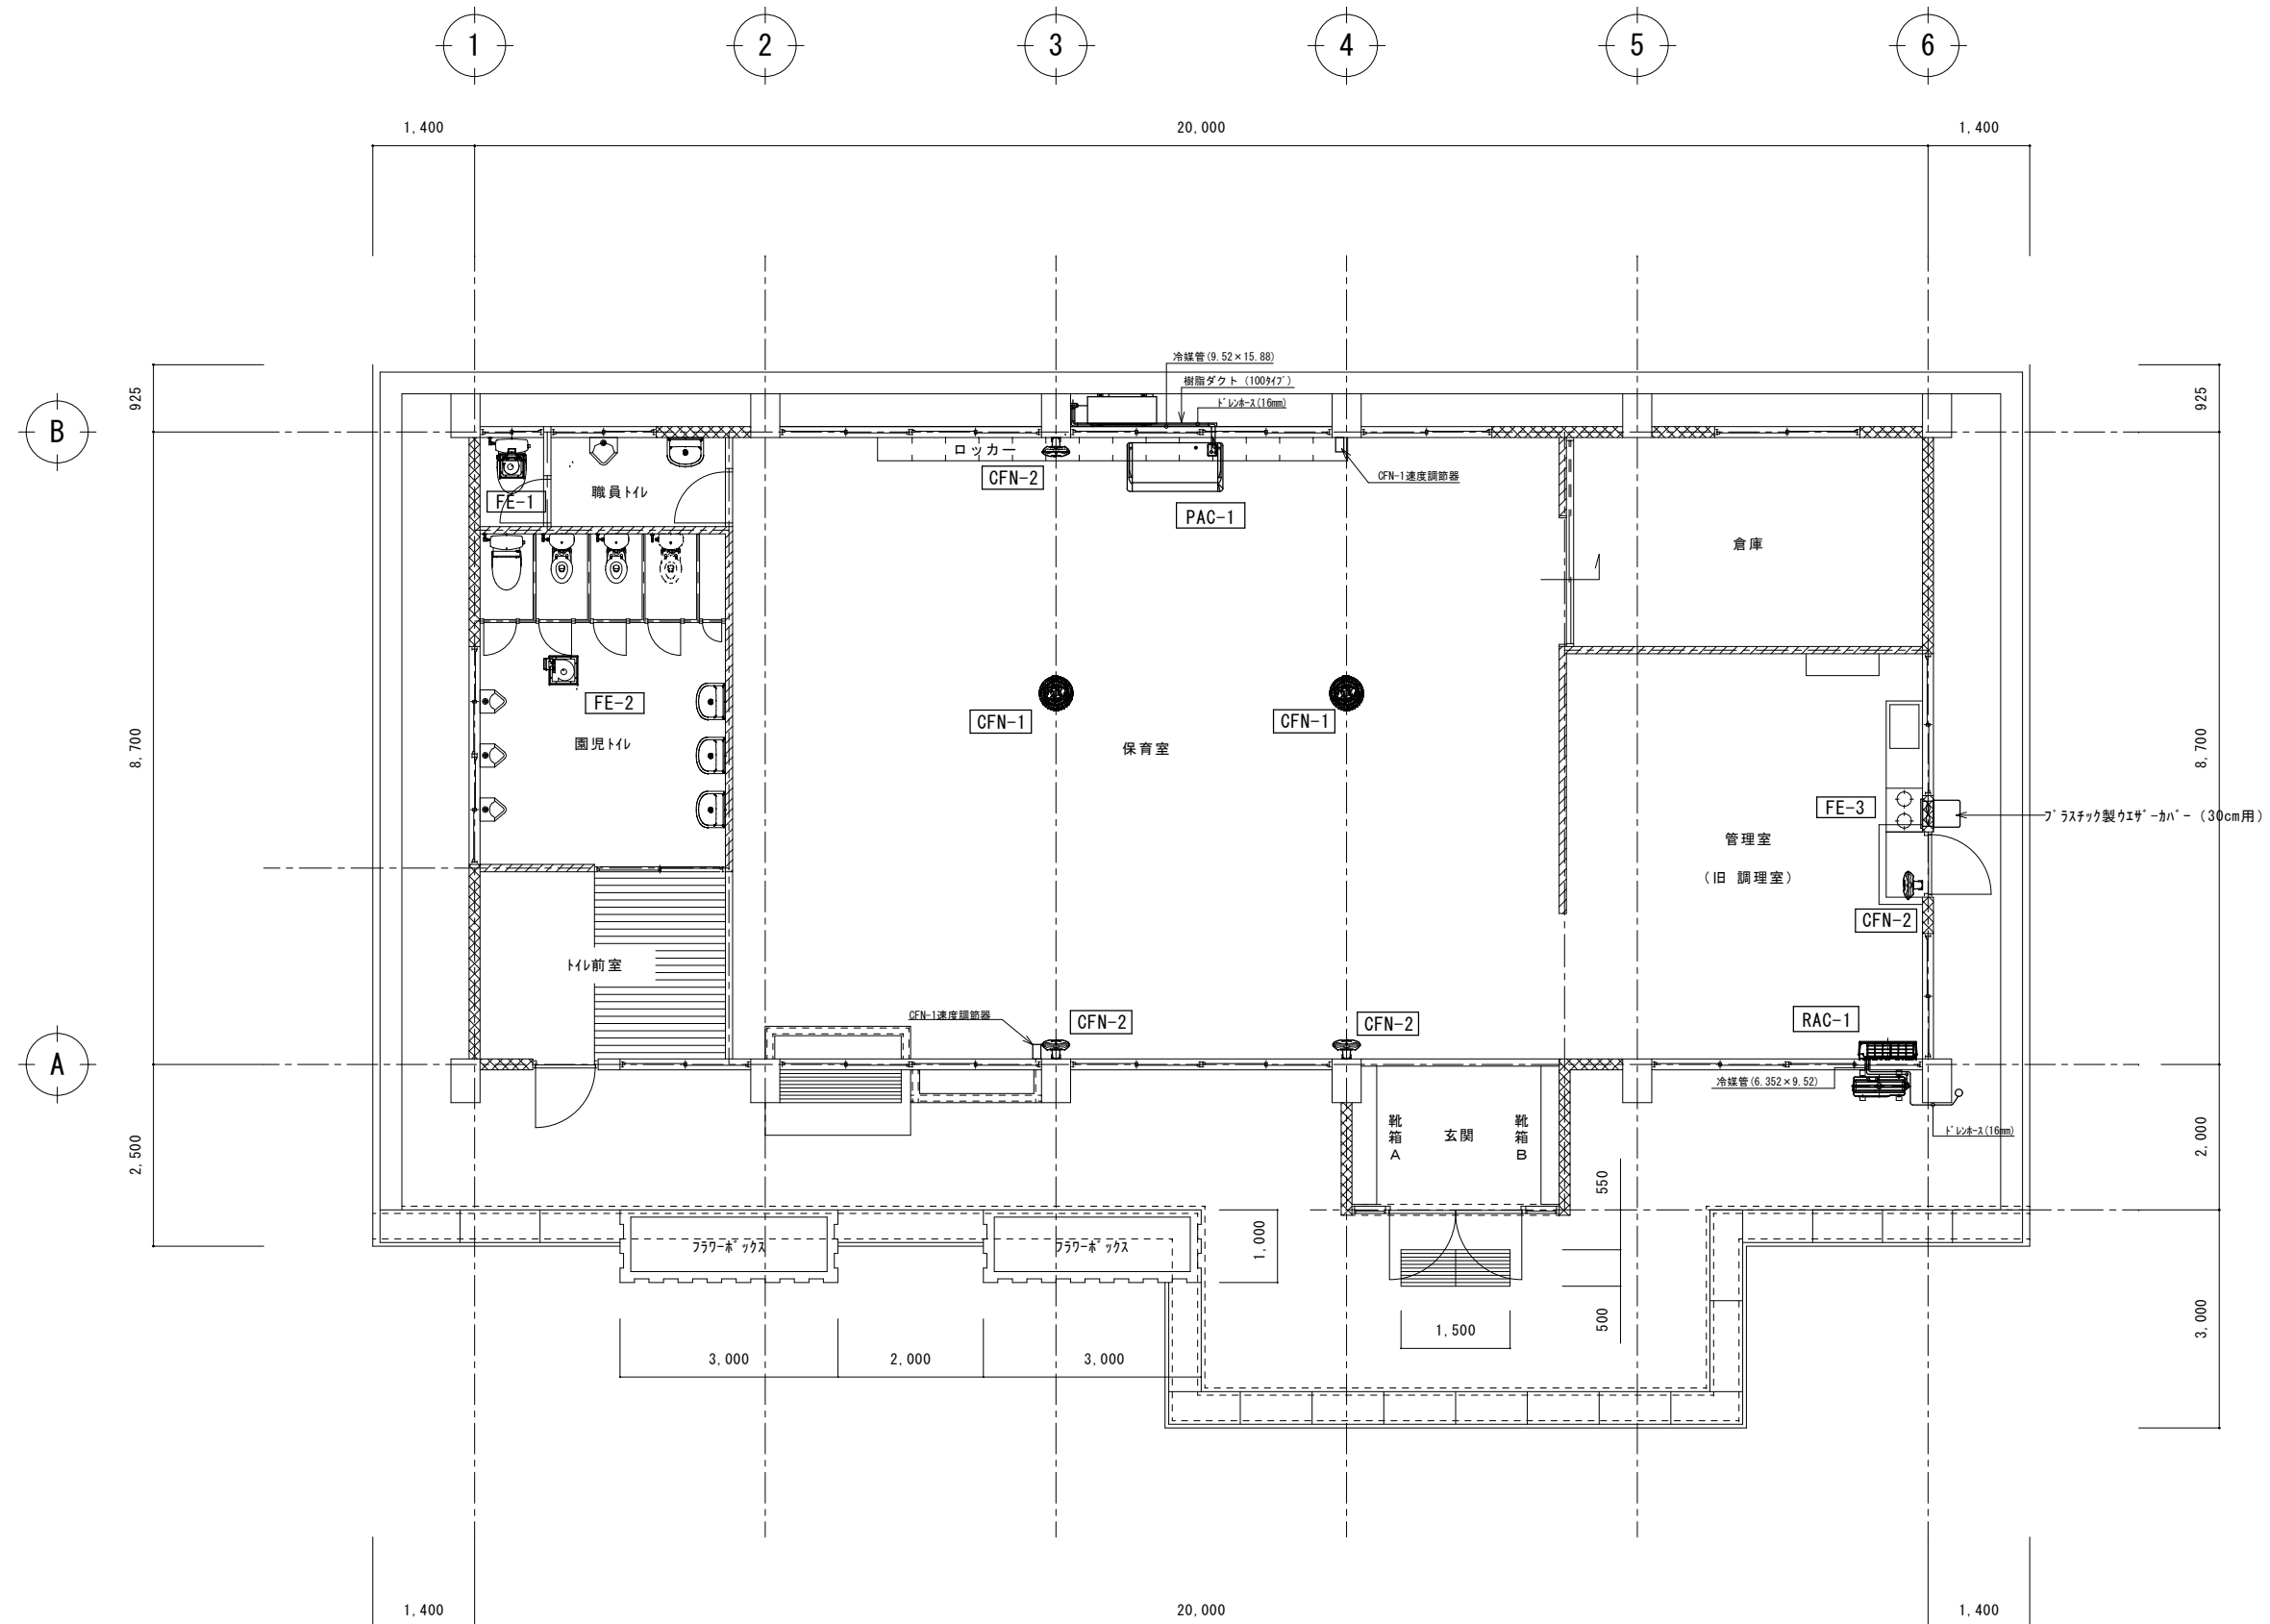 1 2 3 4 5 6
1,400 20,000 1,400
冷媒管(9.52×15.88)
樹脂ダクト(100タイプ)
ドレンホース(16mm)
925 925
B
ロッカー
CFN-2
CFN-1速度調節器
職員トイレ
FE-1
PAC-1
倉庫
FE-2
CFN-1 CFN-1
園児トイレ
保育室
8,700 8,700
FE-3
プラスチック製ウエザーカバー(30cm用)
管理室
(旧 調理室)
CFN-2
トイレ前室
CFN-1速度調節器
CFN-2
CFN-2
RAC-1
A
冷媒管(6.352×9.52)
ドレンホース(16mm)
靴箱A
玄関
靴箱B
2,500
2,000
550
フラワーボックス フラワーボックス
1,000
500
1,500
3,000
3,000 2,000 3,000
1,400 20,000 1,400